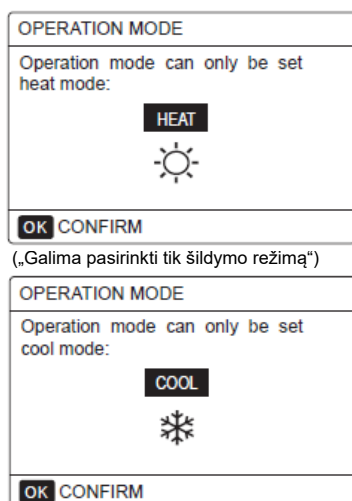 OPERATION MODE
Operation mode can only be set
heat mode:
HEAT
OK CONFIRM
(„Galima pasirinkti tik šildymo režimą“)
OPERATION MODE
Operation mode can only be set
cool mode:
COOL
OK CONFIRM